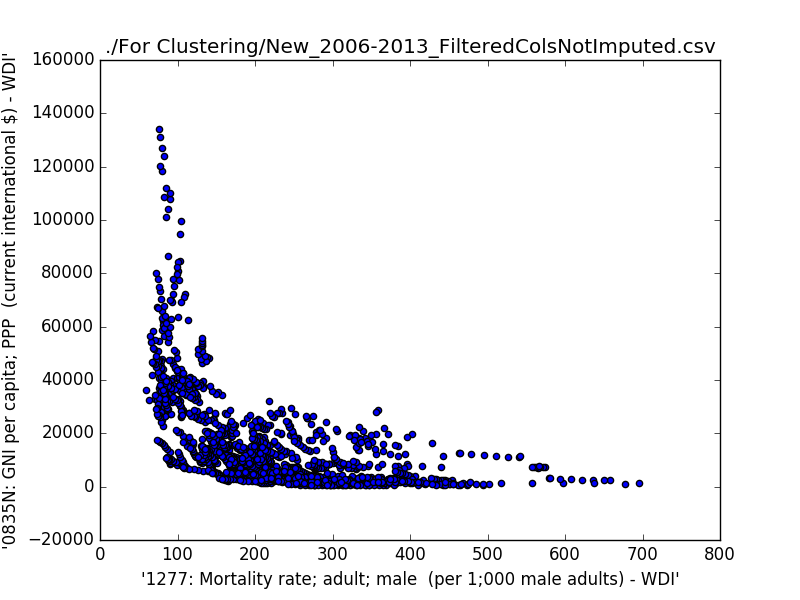 ./For Clustering/New_2006-2013_FilteredColsNotImputed.csv
'0835N: GNI per capita; PPP  (current international $) - WDI'
160000
140000
120000
100000
80000
60000
40000
20000
0
−20000
0 100 200 300 400 500 600 700 800
'1277: Mortality rate; adult; male  (per 1;000 male adults) - WDI'